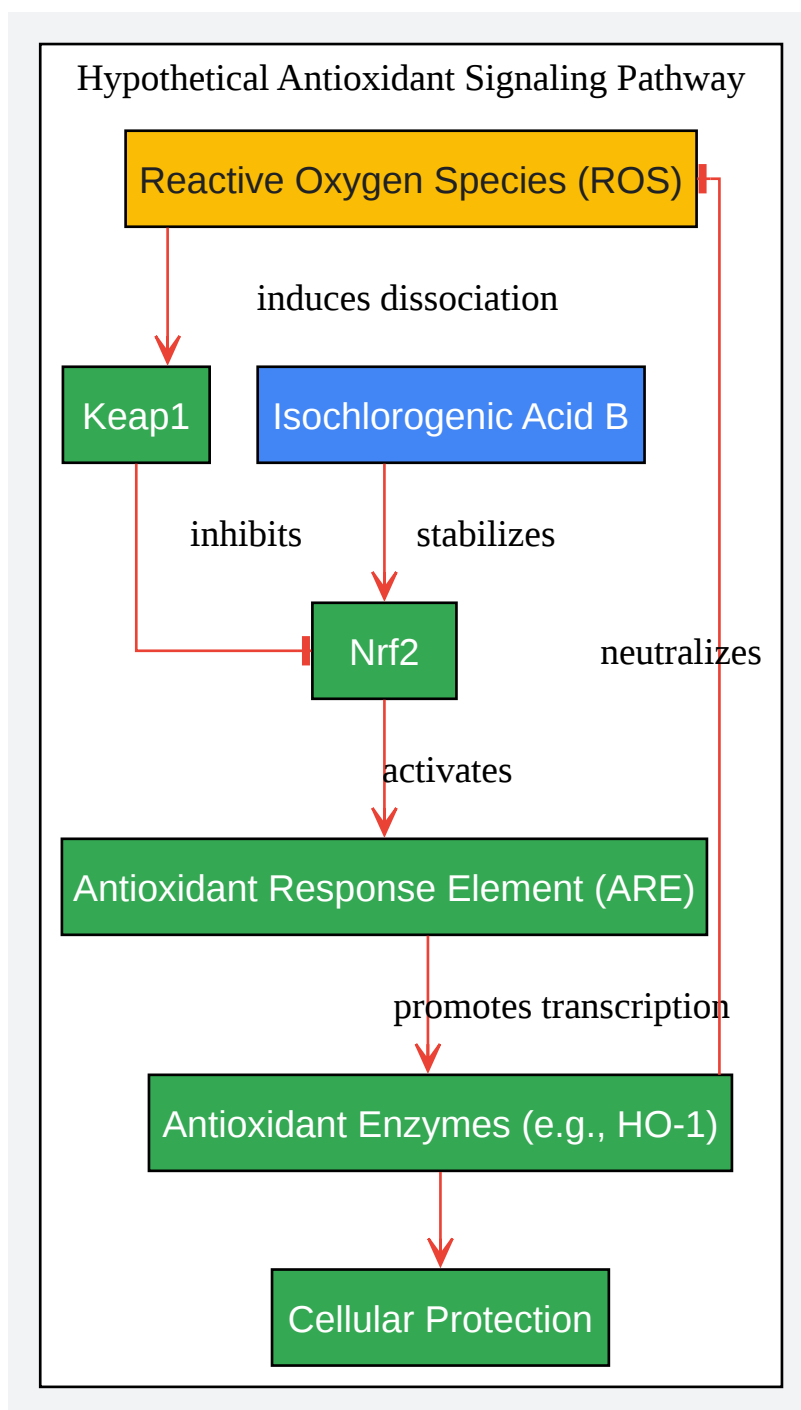 Hypothetical Antioxidant Signaling Pathway
Reactive Oxygen Species (ROS)
induces dissociation
Keap1
Isochlorogenic Acid B
inhibits
stabilizes
Nrf2
neutralizes
activates
Antioxidant Response Element (ARE)
promotes transcription
Antioxidant Enzymes (e.g., HO-1)
Cellular Protection